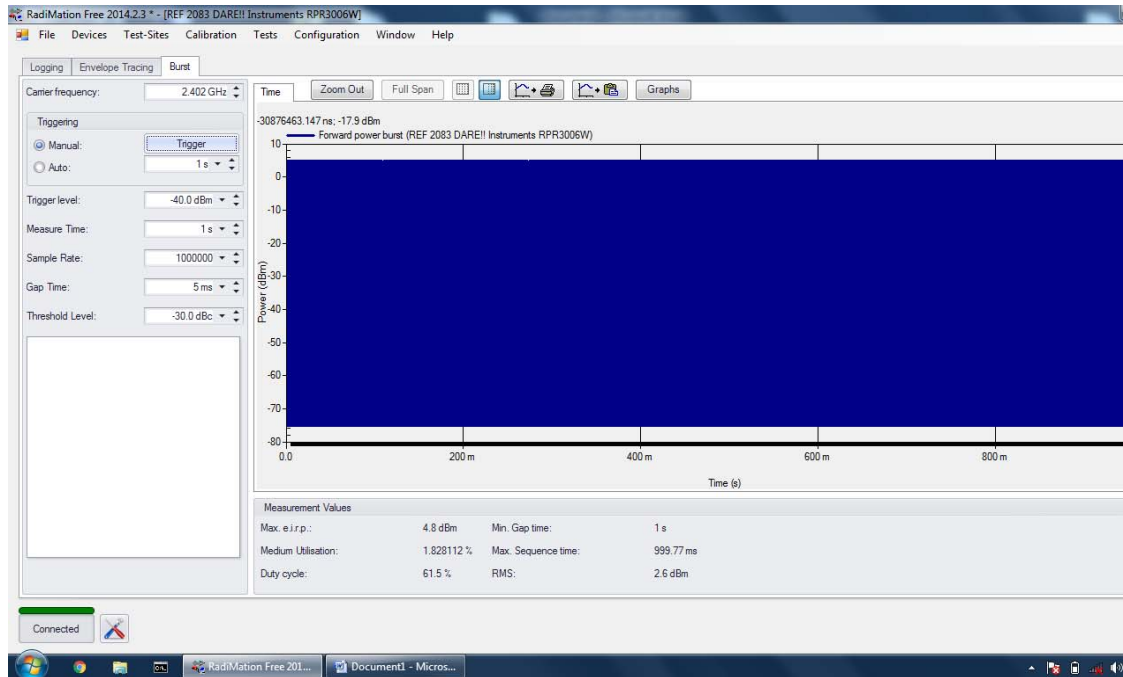 RadiMation Free 2014.2.3 * - [REF 2083 DARE!! Instruments RPR3006W]
File Devices Test-Sites Calibration Tests Configuration Window Help
Logging Envelope Tracing Burst
Carrier frequency: 2.402 GHz
Triggering
Manual: Trigger
Auto: 1 s
Trigger level: -40.0 dBm
Measure Time: 1 s
Sample Rate: 1000000
Gap Time: 5 ms
Threshold Level: -30.0 dBc
Time Zoom Out Full Span Graphs
-30876463.147 ns; -17.9 dBm
Forward power burst (REF 2083 DARE!! Instruments RPR3006W)
10
0
-10
-20
-30
-40
-50
-60
-70
-80
Power (dBm)
0.0 200 m 400 m 600 m 800 m
Time (s)
Measurement Values
Max. e.i.r.p.: 4.8 dBm Min. Gap time: 1 s
Medium Utilisation: 1.828112 % Max. Sequence time: 999.77 ms
Duty cycle: 61.5 % RMS: 2.6 dBm
Connected
RadiMation Free 201... Document1 - Micros...